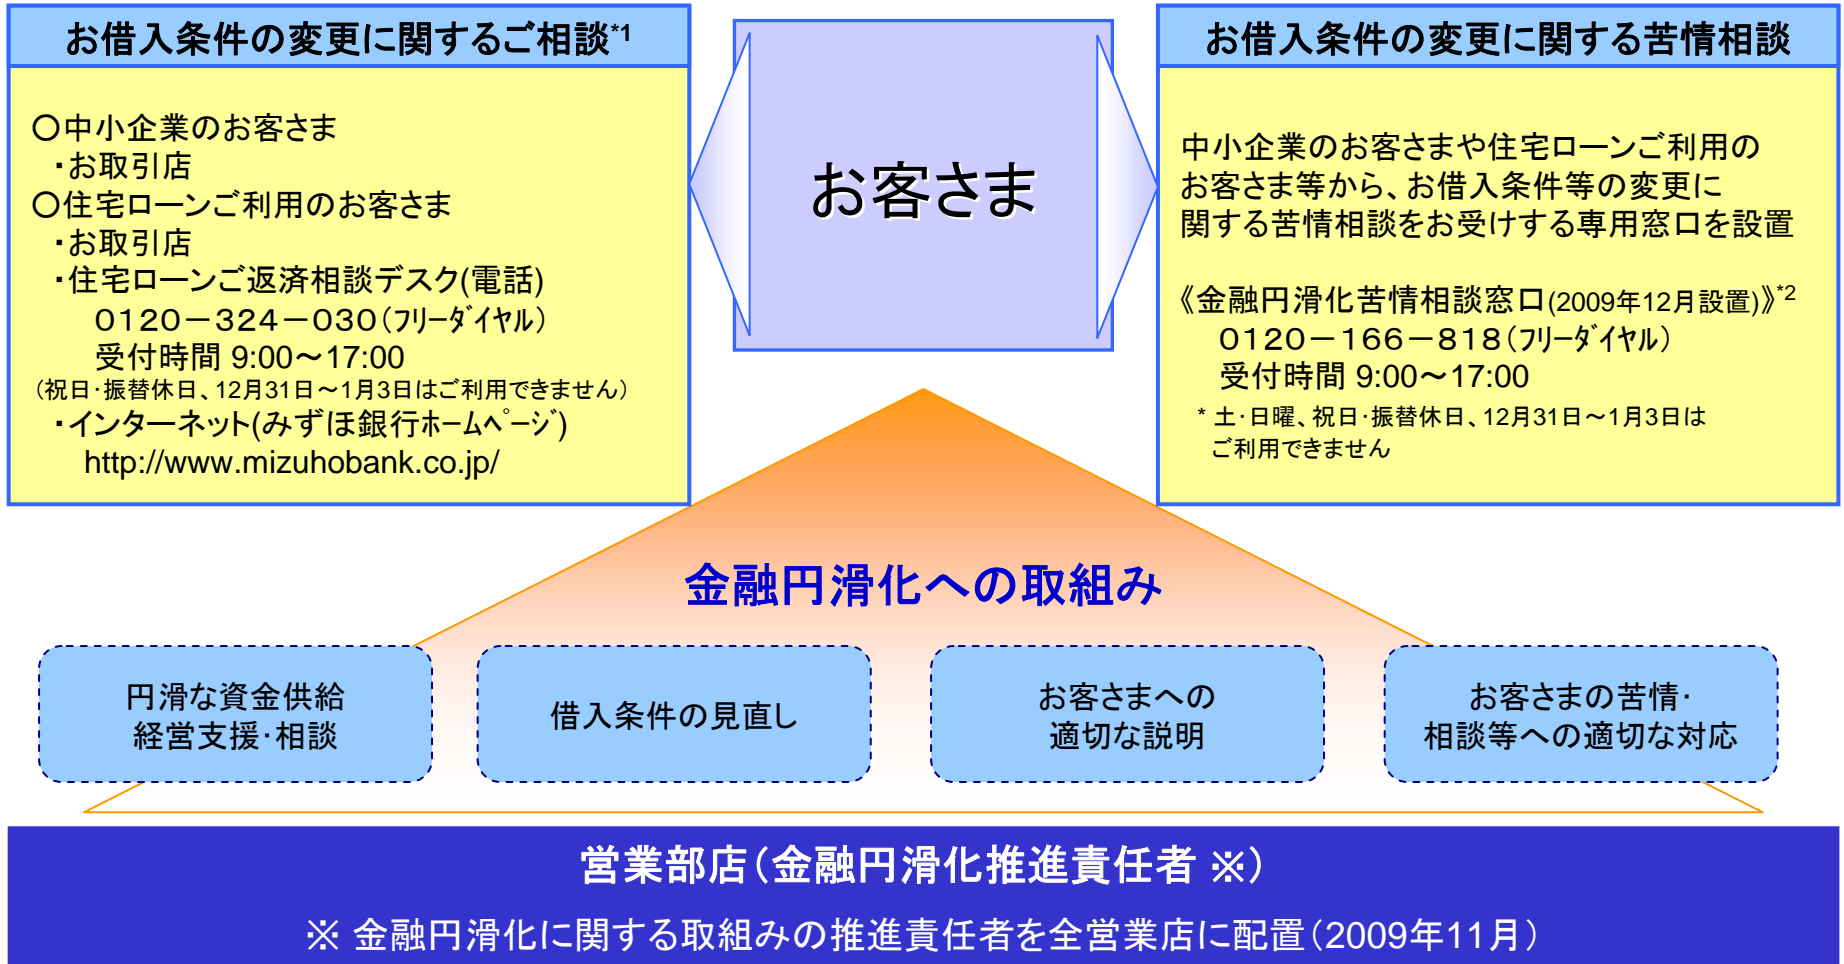 お借入条件の変更に関するご相談*1
〇中小企業のお客さま
・お取引店
〇住宅ローンご利用のお客さま
・お取引店
・住宅ローンご返済相談デスク(電話)
０１２０－３２４－０３０（ﾌﾘｰﾀﾞｲﾔﾙ）
受付時間 9:00～17:00
（祝日・振替休日、12月31日～1月3日はご利用できません）
・インターネット(みずほ銀行ﾎｰﾑﾍﾟｰｼﾞ)
http://www.mizuhobank.co.jp/
お客さま
お借入条件の変更に関する苦情相談
中小企業のお客さまや住宅ローンご利用の
お客さま等から、お借入条件等の変更に
関する苦情相談をお受けする専用窓口を設置
《金融円滑化苦情相談窓口(2009年12月設置)》*2
０１２０－１６６－８１８（ﾌﾘｰﾀﾞｲﾔﾙ）
受付時間 9:00～17:00
* 土・日曜、祝日・振替休日、12月31日～1月3日は
ご利用できません
金融円滑化への取組み
円滑な資金供給
経営支援・相談
借入条件の見直し
お客さまへの
適切な説明
お客さまの苦情・
相談等への適切な対応
営業部店（金融円滑化推進責任者 ※）
※ 金融円滑化に関する取組みの推進責任者を全営業店に配置（2009年11月）